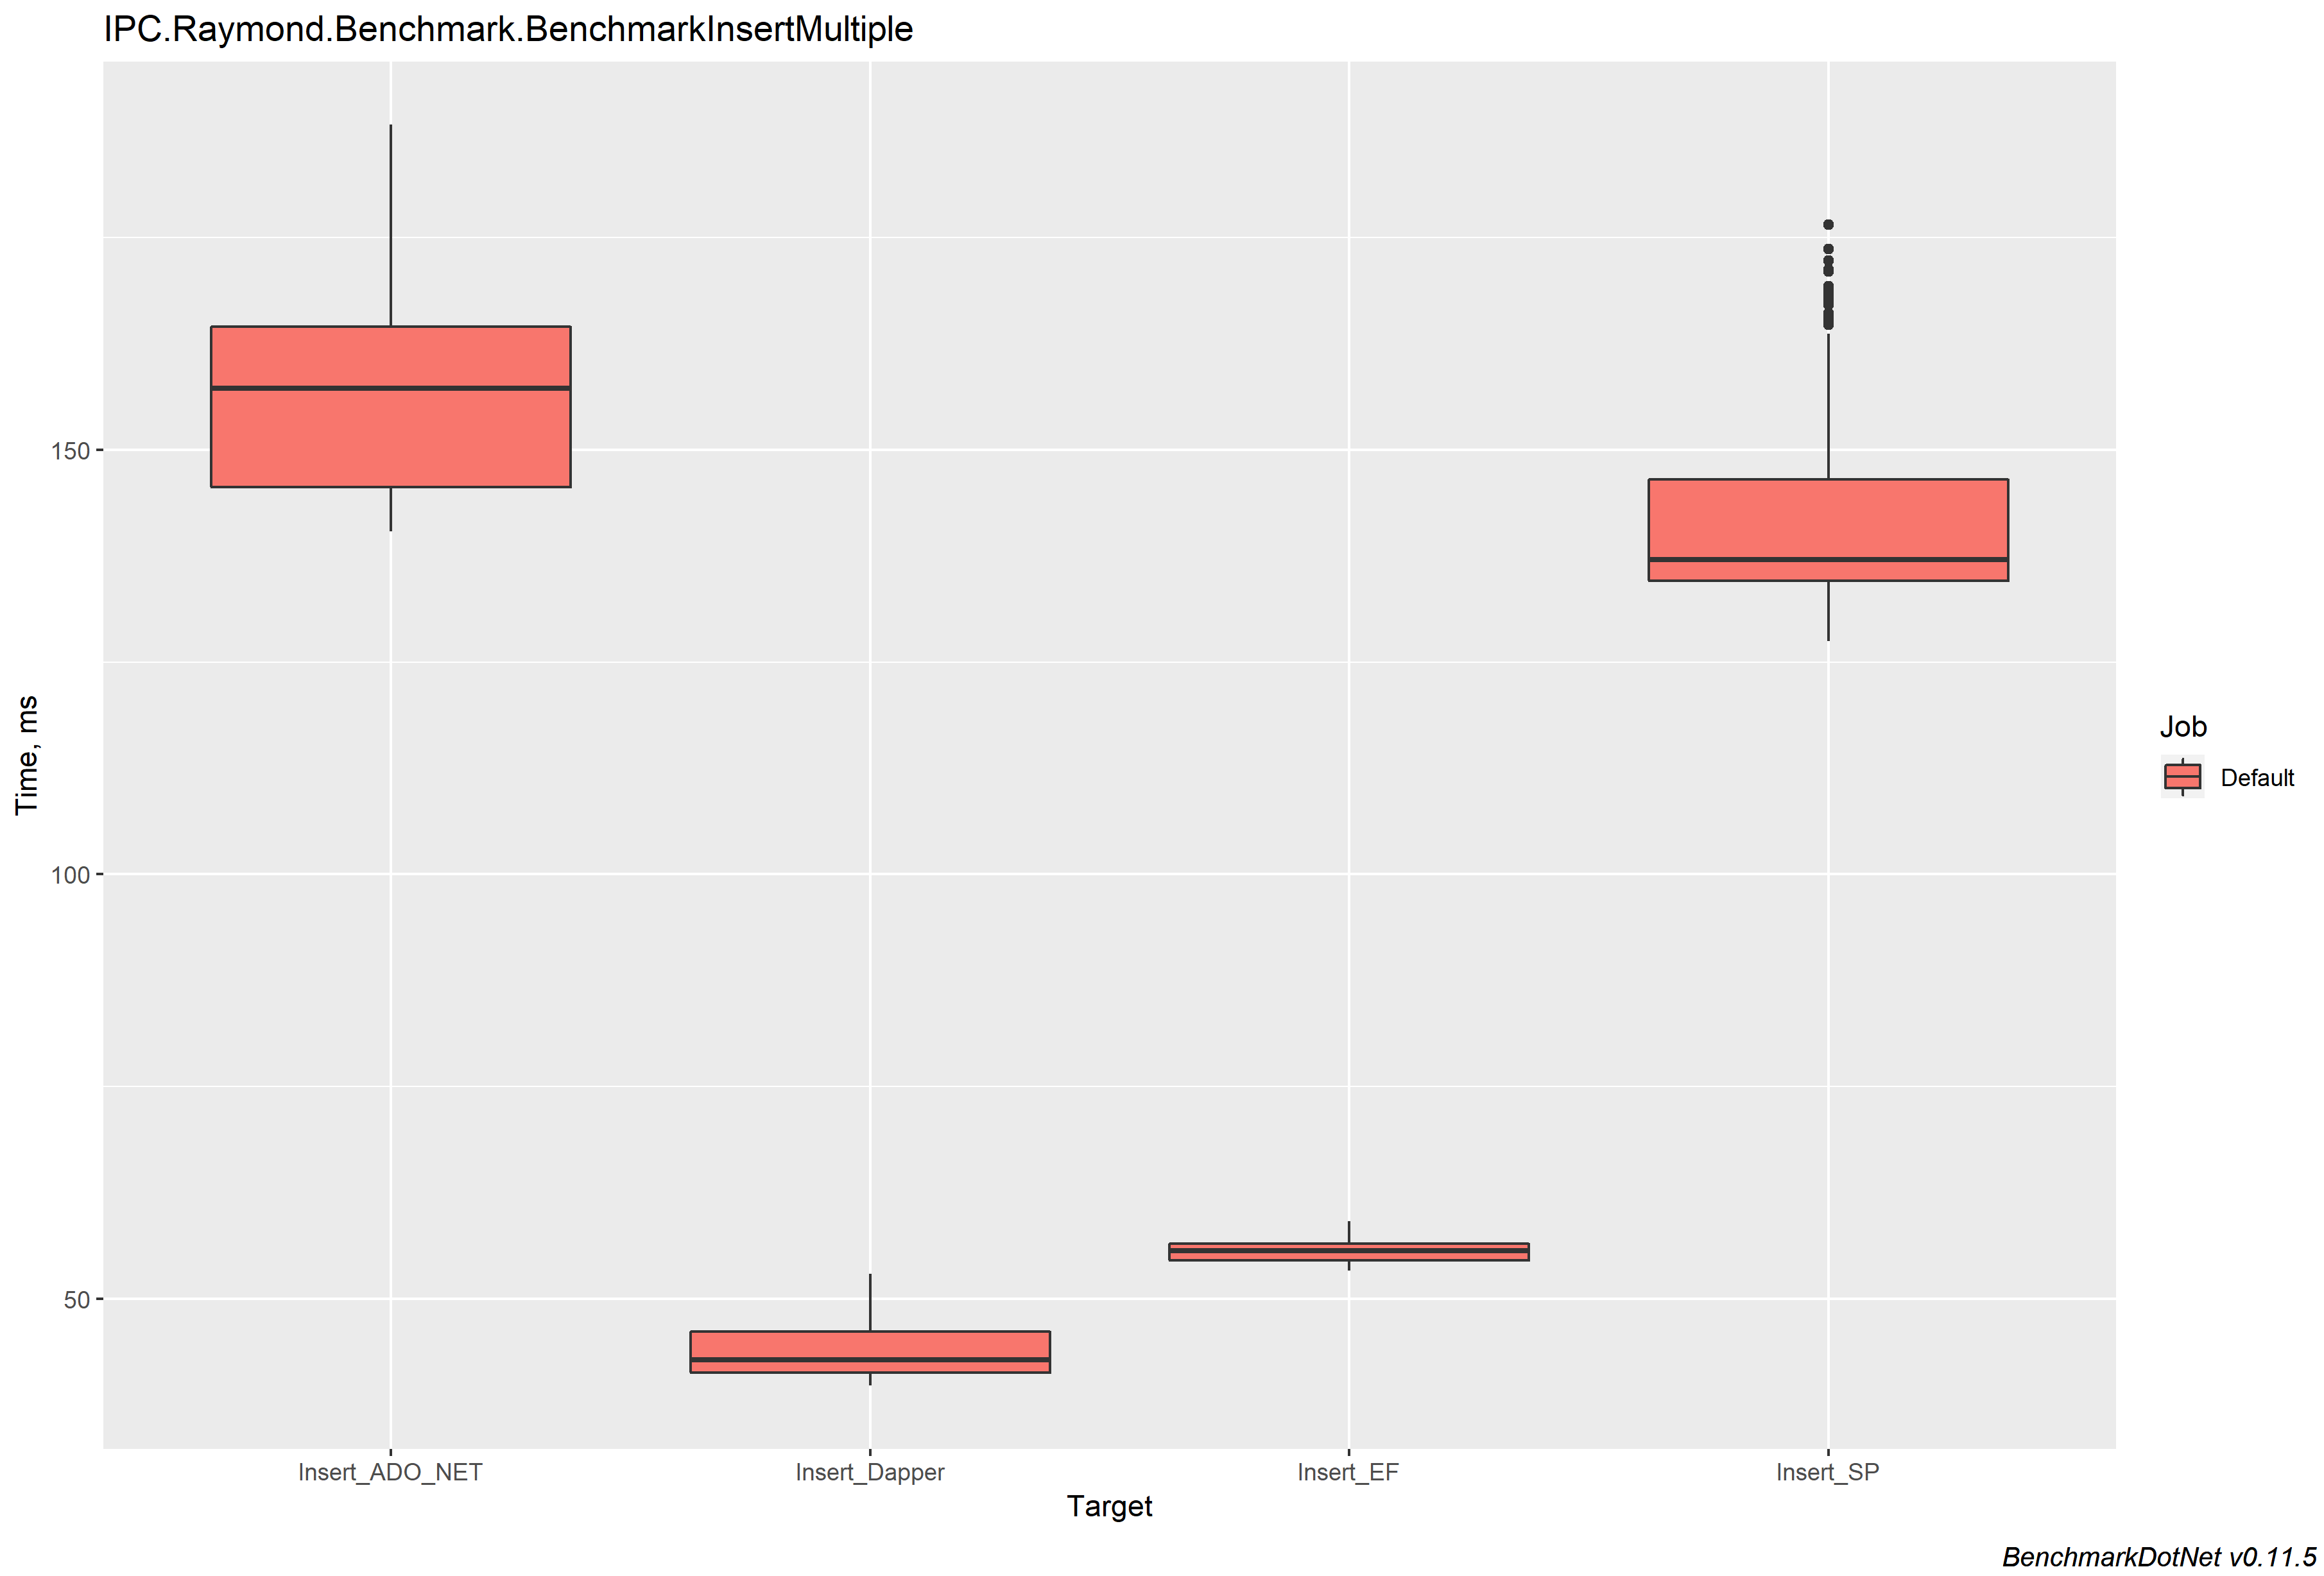 IPC.Raymond.Benchmark.BenchmarkInsertMultiple
150
100
50
Time, ms
Insert_ADO_NET
Insert_Dapper
Insert_EF
Insert_SP
Target
Job
Default
BenchmarkDotNet v0.11.5